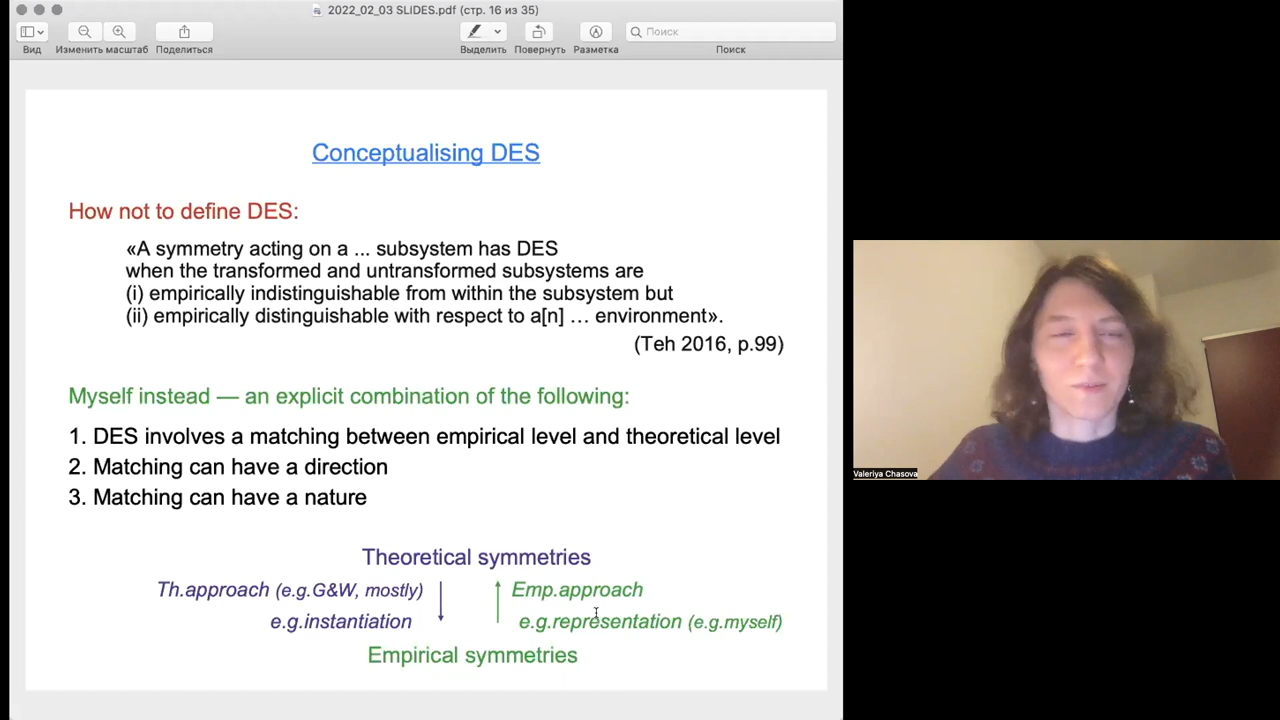 2022_02_03 SLIDES.pdf (стр. 16 из 35)
Вид
Изменить масштаб
Поделиться
Выделить
Повернуть
Разметка
Поиск
Поиск
Conceptualising DES
How not to define DES:
«A symmetry acting on a ... subsystem has DES
when the transformed and untransformed subsystems are
(i) empirically indistinguishable from within the subsystem but
(ii) empirically distinguishable with respect to a[n] … environment».
(Teh 2016, p.99)
Myself instead — an explicit combination of the following:
1. DES involves a matching between empirical level and theoretical level
2. Matching can have a direction
3. Matching can have a nature
Theoretical symmetries
Th.approach (e.g.G&W, mostly)
Emp.approach
e.g.instantiation
e.g.representation (e.g.myself)
Empirical symmetries
Valeriya Chasova